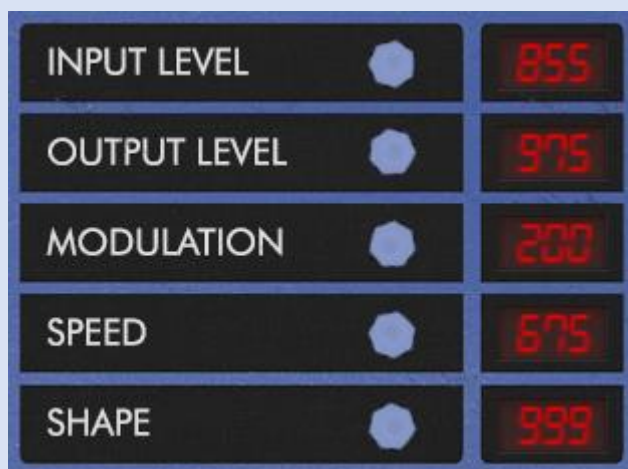 INPUT LEVEL 855
OUTPUT LEVEL 975
MODULATION 200
SPEED 675
SHAPE 999